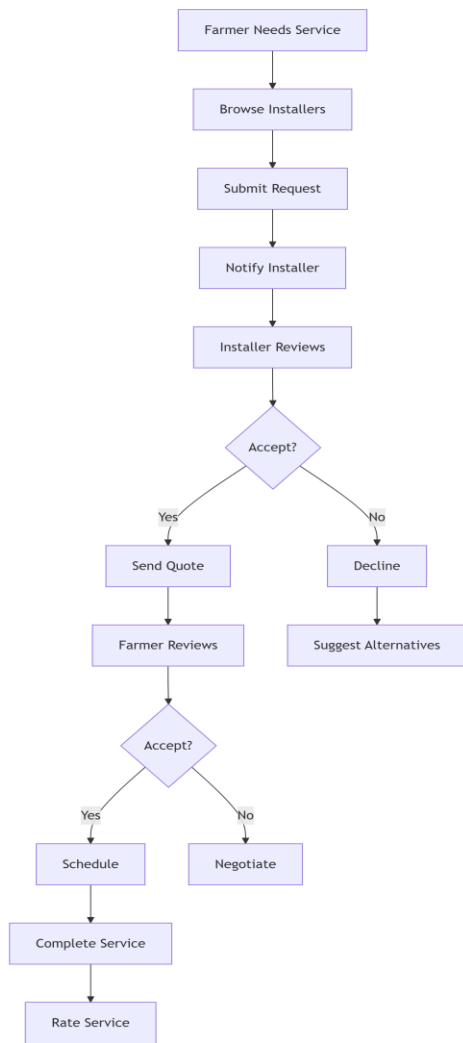 Farmer Needs Service
Browse Installers
Submit Request
Notify Installer
Installer Reviews
Accept?
Yes
No
Send Quote
Decline
Farmer Reviews
Suggest Alternatives
Accept?
Yes
No
Schedule
Negotiate
Complete Service
Rate Service